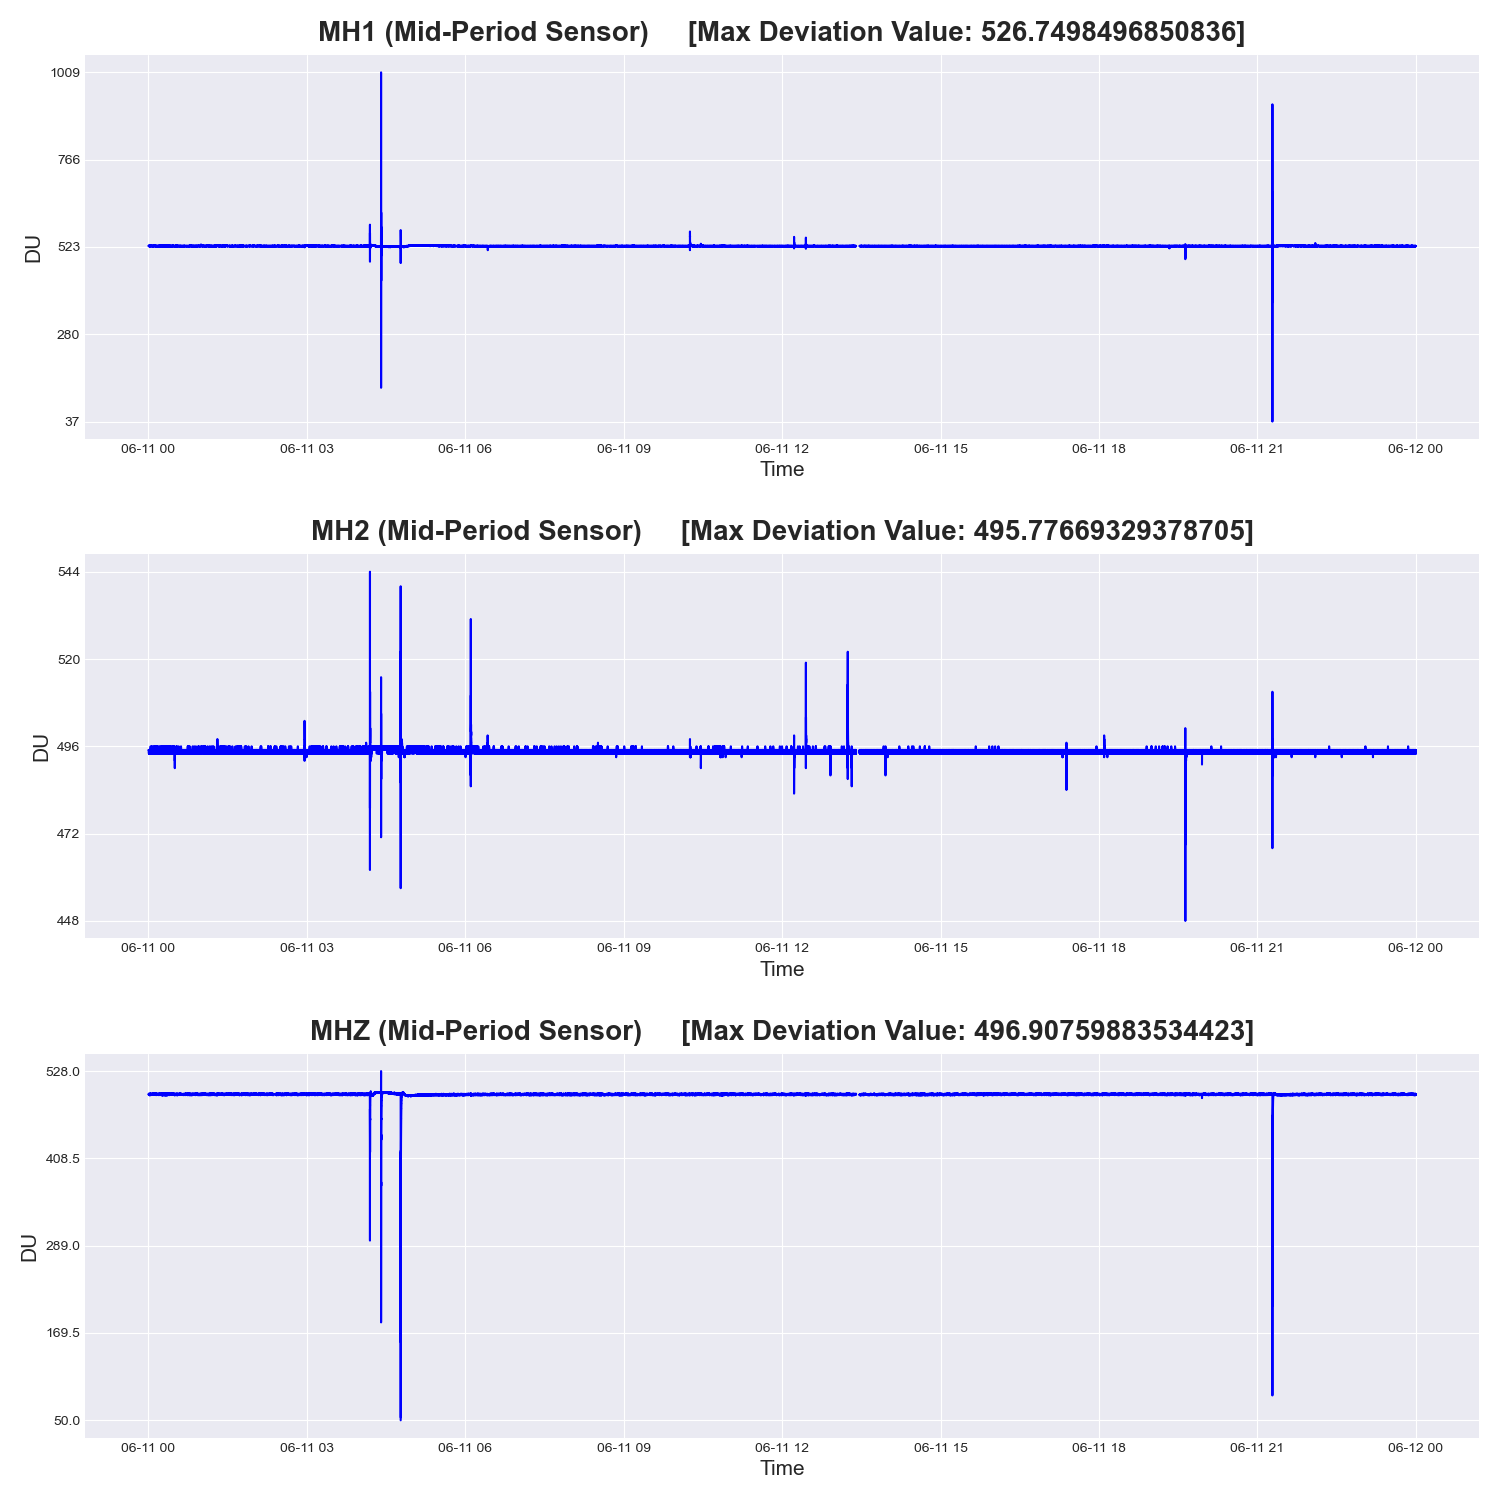 MH1 (Mid-Period Sensor) [Max Deviation Value: 526.7498496850836]
1009
766
523
280
37
DU
06-11 00 06-11 03 06-11 06 06-11 09 06-11 12 06-11 15 06-11 18 06-11 21 06-12 00
Time
MH2 (Mid-Period Sensor) [Max Deviation Value: 495.77669329378705]
544
520
496
472
448
DU
06-11 00 06-11 03 06-11 06 06-11 09 06-11 12 06-11 15 06-11 18 06-11 21 06-12 00
Time
MHZ (Mid-Period Sensor) [Max Deviation Value: 496.90759883534423]
528.0
408.5
289.0
169.5
50.0
DU
06-11 00 06-11 03 06-11 06 06-11 09 06-11 12 06-11 15 06-11 18 06-11 21 06-12 00
Time